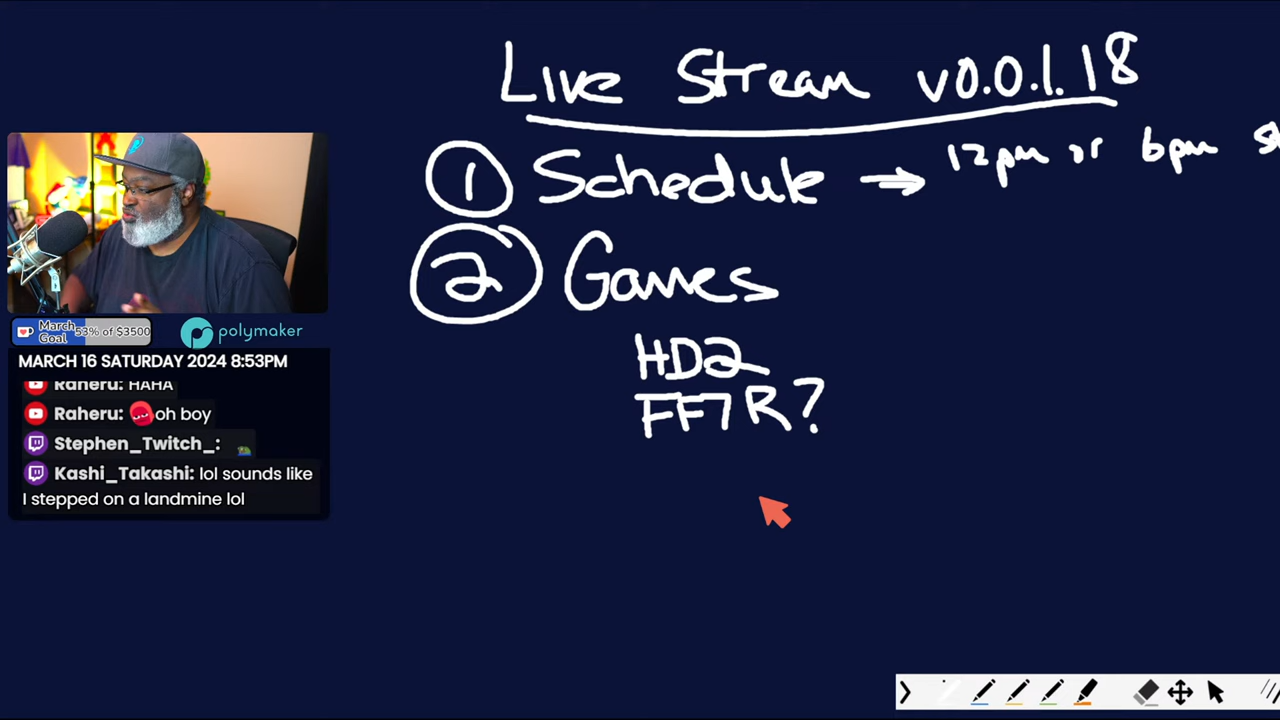 Live Stream v0.0.1.18
1 Schedule → 12pm or 6pm
2 Games
HD2
FF7R?
March Goal
53% of $3500
polymaker
MARCH 16 SATURDAY 2024 8:53PM
Raheru: HAHA
Raheru: oh boy
Stephen_Twitch_:
Kashi_Takashi: lol sounds like
I stepped on a landmine lol